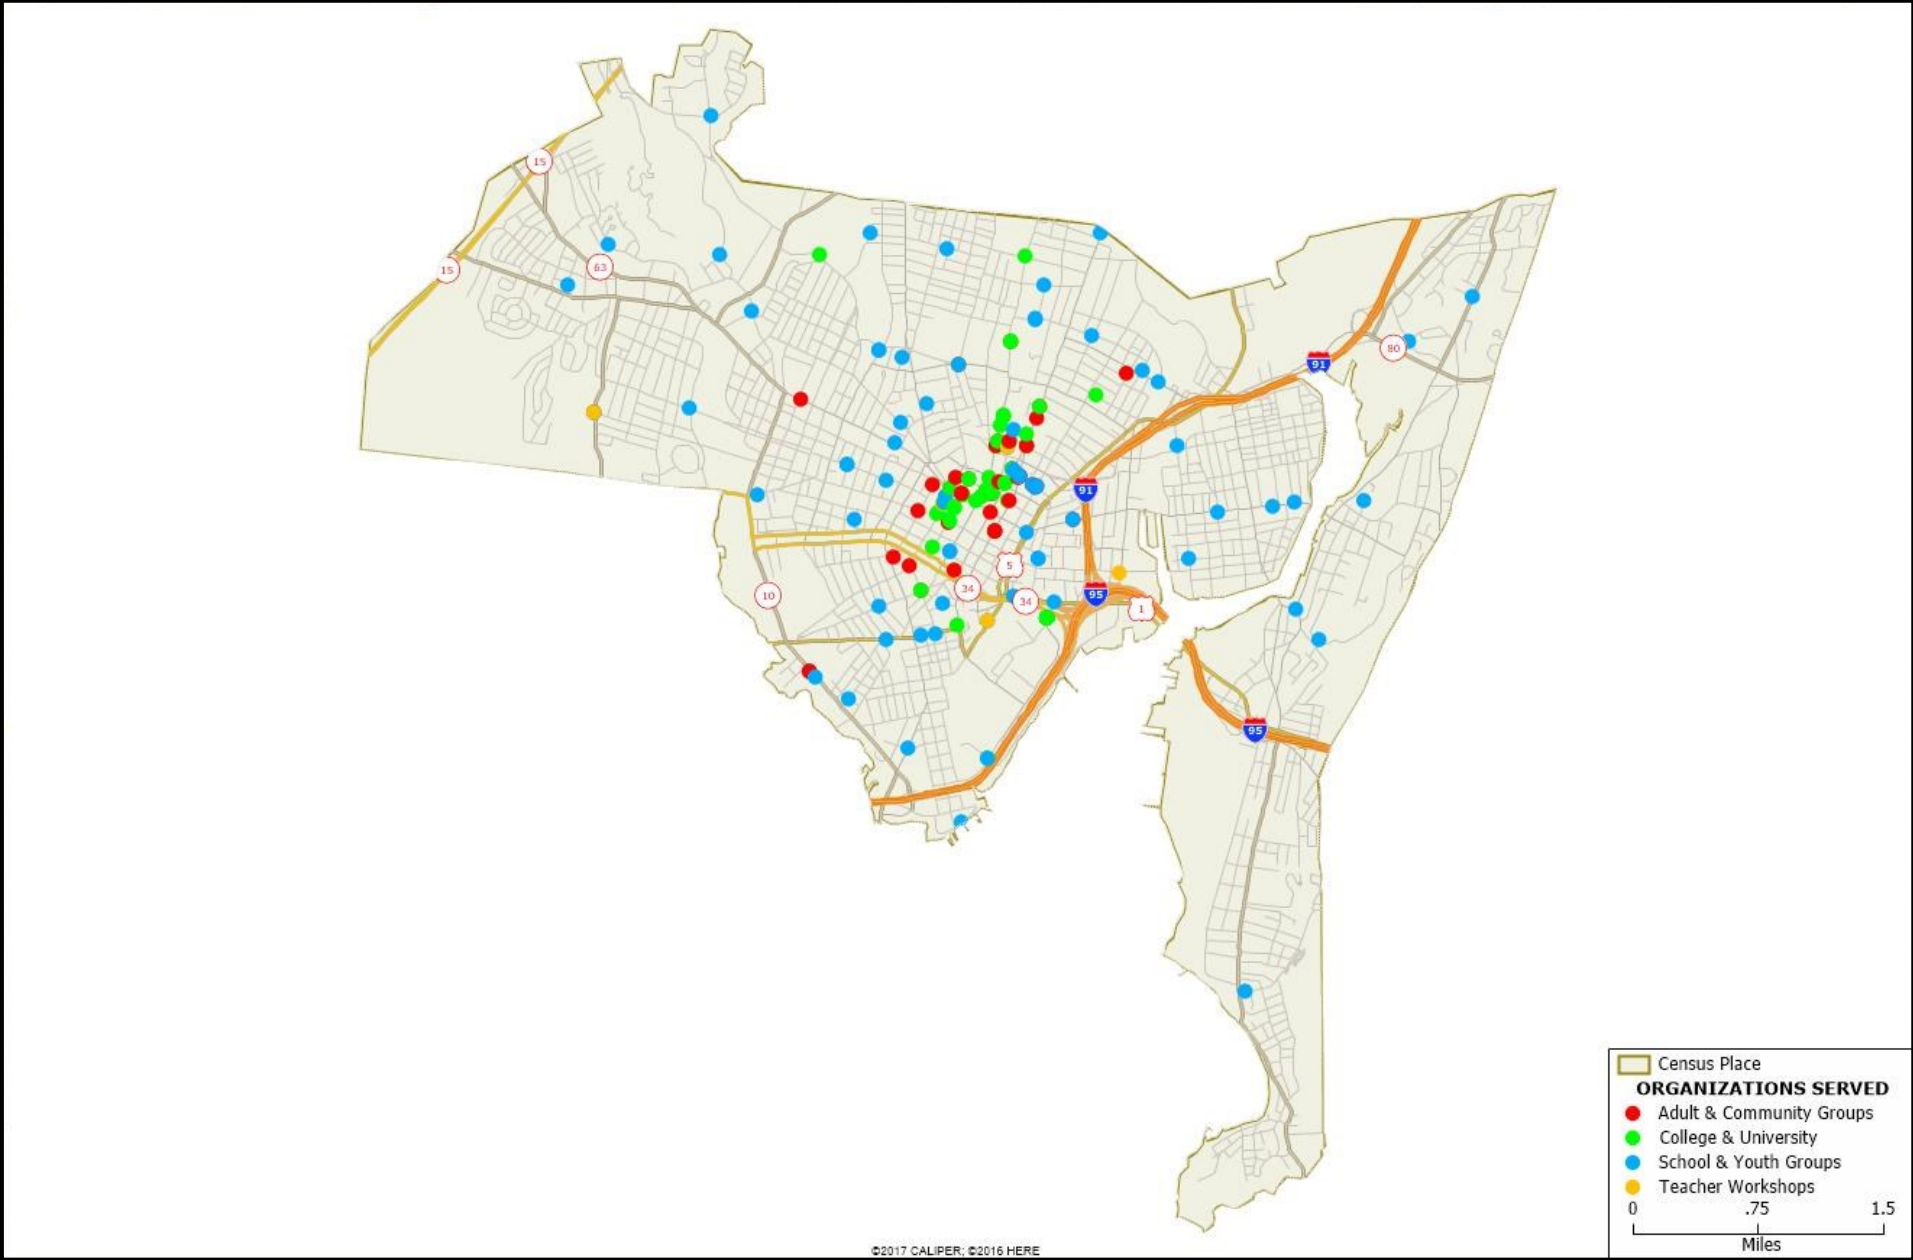 15
15
63
80
91
91
5
10
34
34
95
1
95
Census Place
ORGANIZATIONS SERVED
Adult & Community Groups
College & University
School & Youth Groups
Teacher Workshops
0 .75 1.5
Miles
©2017 CALIPER; ©2016 HERE